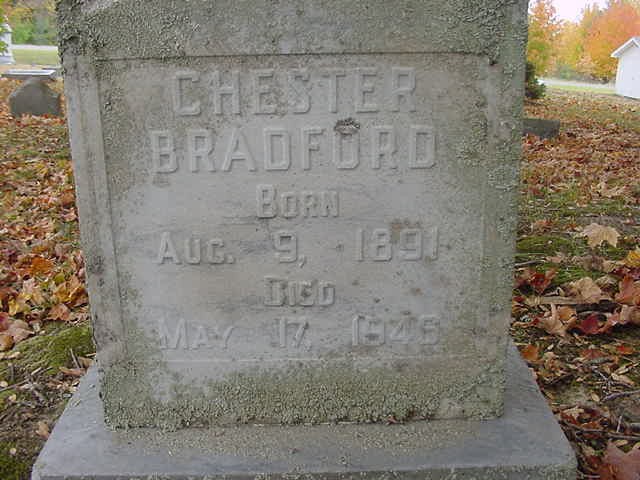 CHESTER
BRADFORD
BORN
AUG. 9, 1891
DIED
MAY 17, 1946